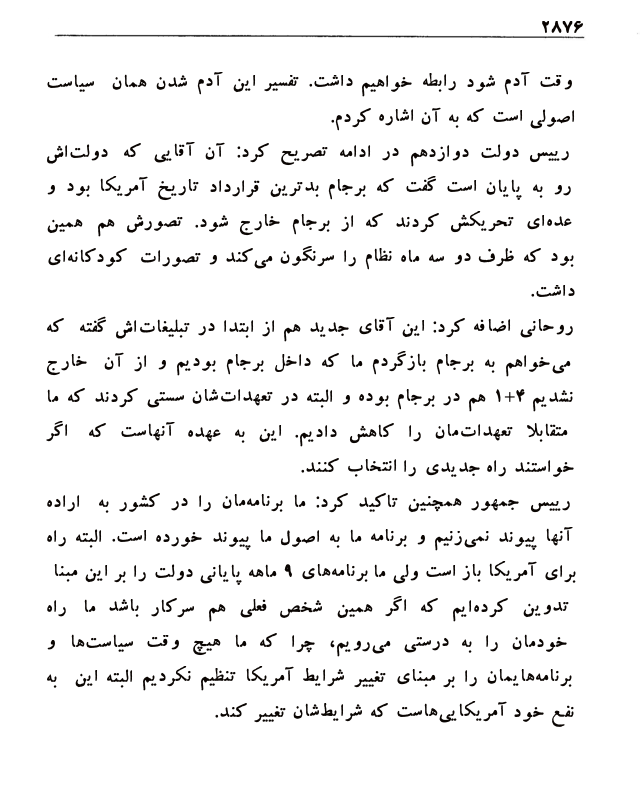 ۲۸۷۶
وقت آدم شود رابطه خواهیم داشت. تفسیر این آدم شدن همان سیاست
اصولی است که به آن اشاره کردم.
رییس دولت دوازدهم در ادامه تصریح کرد: آن آقایی که دولت‌اش
رو به پایان است گفت که برجام بدترین قرارداد تاریخ آمریکا بود و
عده‌ای تحریکش کردند که از برجام خارج شود. تصورش هم همین
بود که ظرف دو سه ماه نظام را سرنگون می‌کند و تصورات کودکانه‌ای
داشت.
روحانی اضافه کرد: این آقای جدید هم از ابتدا در تبلیغات‌اش گفته که
می‌خواهم به برجام بازگردم ما که داخل برجام بودیم و از آن خارج
نشدیم ۴+۱ هم در برجام بوده و البته در تعهدات‌شان سستی کردند که ما
متقابلا تعهدات‌مان را کاهش دادیم. این به عهده آنهاست که اگر
خواستند راه جدیدی را انتخاب کنند.
رییس جمهور همچنین تاکید کرد: ما برنامه‌مان را در کشور به اراده
آنها پیوند نمی‌زنیم و برنامه ما به اصول ما پیوند خورده است. البته راه
برای آمریکا باز است ولی ما برنامه‌های ۹ ماهه پایانی دولت را بر این مبنا
تدوین کرده‌ایم که اگر همین شخص فعلی هم سرکار باشد ما راه
خودمان را به درستی می‌رویم، چرا که ما هیچ وقت سیاست‌ها و
برنامه‌هایمان را بر مبنای تغییر شرایط آمریکا تنظیم نکردیم البته این به
نفع خود آمریکایی‌هاست که شرایط‌شان تغییر کند.